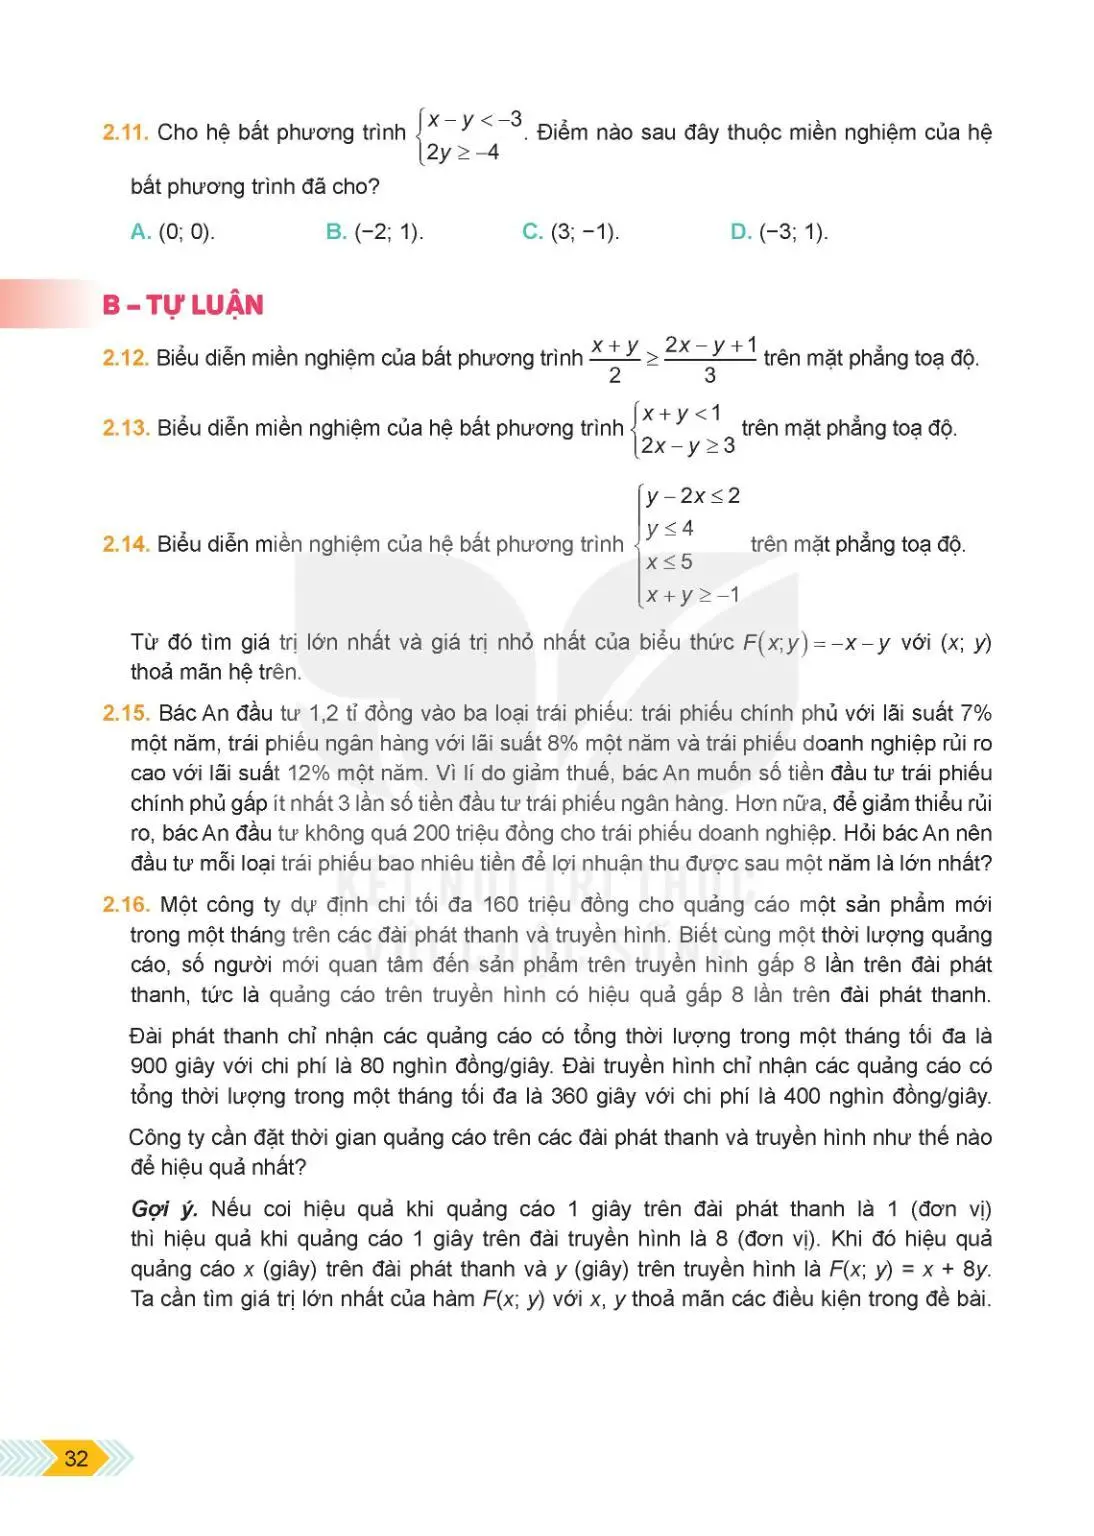 2.11. Cho hệ bất phương trình {x – y < –3
2y ≥ –4. Điểm nào sau đây thuộc miền nghiệm của hệ
bất phương trình đã cho?
A. (0; 0). B. (−2; 1). C. (3; −1). D. (−3; 1).
B – TỰ LUẬN
2.12. Biểu diễn miền nghiệm của bất phương trình (x + y)/2 ≥ (2x – y + 1)/3 trên mặt phẳng toạ độ.
2.13. Biểu diễn miền nghiệm của hệ bất phương trình {x + y < 1
2x – y ≥ 3 trên mặt phẳng toạ độ.
2.14. Biểu diễn miền nghiệm của hệ bất phương trình {y – 2x ≤ 2
y ≤ 4
x ≤ 5
x + y ≥ –1 trên mặt phẳng toạ độ.
Từ đó tìm giá trị lớn nhất và giá trị nhỏ nhất của biểu thức F(x;y) = –x – y với (x; y)
thoả mãn hệ trên.
2.15. Bác An đầu tư 1,2 tỉ đồng vào ba loại trái phiếu: trái phiếu chính phủ với lãi suất 7%
một năm, trái phiếu ngân hàng với lãi suất 8% một năm và trái phiếu doanh nghiệp rủi ro
cao với lãi suất 12% một năm. Vì lí do giảm thuế, bác An muốn số tiền đầu tư trái phiếu
chính phủ gấp ít nhất 3 lần số tiền đầu tư trái phiếu ngân hàng. Hơn nữa, để giảm thiểu rủi
ro, bác An đầu tư không quá 200 triệu đồng cho trái phiếu doanh nghiệp. Hỏi bác An nên
đầu tư mỗi loại trái phiếu bao nhiêu tiền để lợi nhuận thu được sau một năm là lớn nhất?
2.16. Một công ty dự định chi tối đa 160 triệu đồng cho quảng cáo một sản phẩm mới
trong một tháng trên các đài phát thanh và truyền hình. Biết cùng một thời lượng quảng
cáo, số người mới quan tâm đến sản phẩm trên truyền hình gấp 8 lần trên đài phát
thanh, tức là quảng cáo trên truyền hình có hiệu quả gấp 8 lần trên đài phát thanh.
Đài phát thanh chỉ nhận các quảng cáo có tổng thời lượng trong một tháng tối đa là
900 giây với chi phí là 80 nghìn đồng/giây. Đài truyền hình chỉ nhận các quảng cáo có
tổng thời lượng trong một tháng tối đa là 360 giây với chi phí là 400 nghìn đồng/giây.
Công ty cần đặt thời gian quảng cáo trên các đài phát thanh và truyền hình như thế nào
để hiệu quả nhất?
Gợi ý. Nếu coi hiệu quả khi quảng cáo 1 giây trên đài phát thanh là 1 (đơn vị)
thì hiệu quả khi quảng cáo 1 giây trên đài truyền hình là 8 (đơn vị). Khi đó hiệu quả
quảng cáo x (giây) trên đài phát thanh và y (giây) trên truyền hình là F(x; y) = x + 8y.
Ta cần tìm giá trị lớn nhất của hàm F(x; y) với x, y thoả mãn các điều kiện trong đề bài.
KẾT NỐI TRI THỨC
VỚI CUỘC SỐNG
32